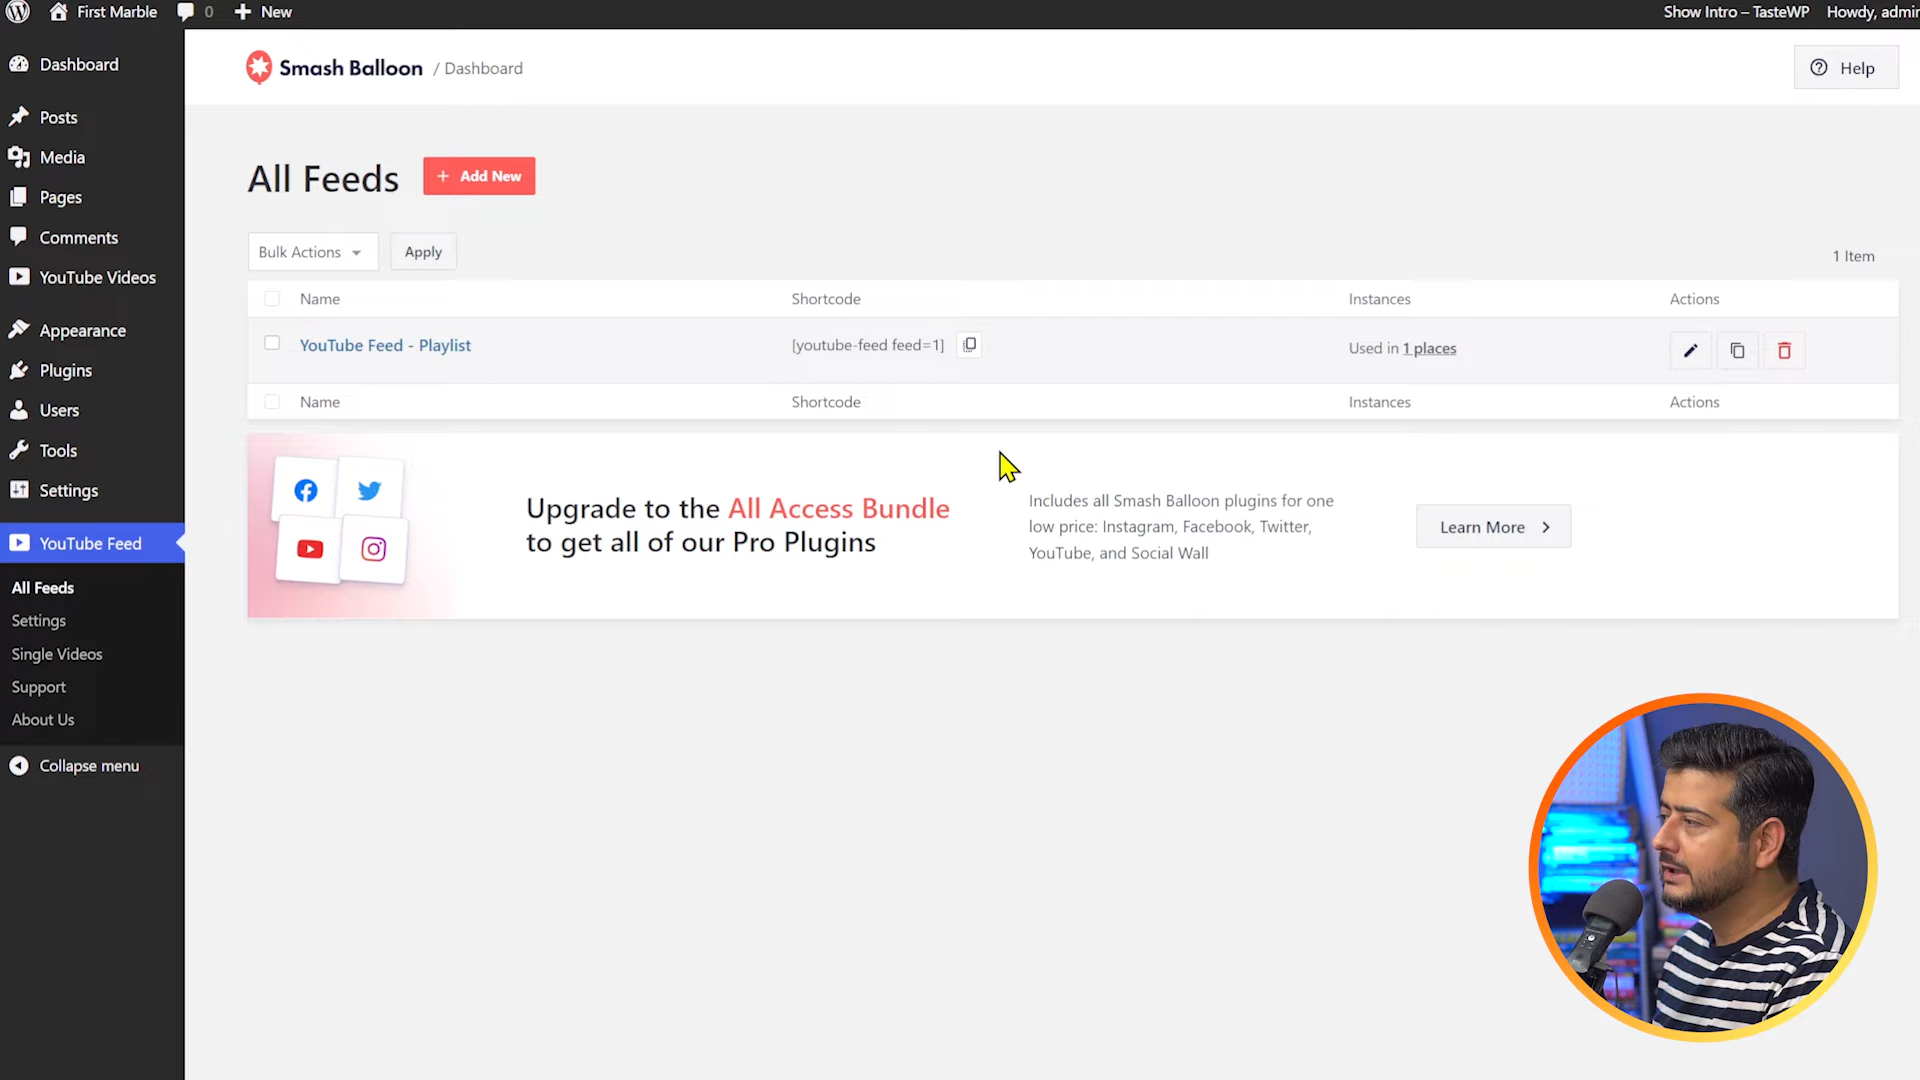 First Marble
0
New
Show Intro – TasteWP
Howdy, admin
Dashboard
Posts
Media
Pages
Comments
YouTube Videos
Appearance
Plugins
Users
Tools
Settings
YouTube Feed
All Feeds
Settings
Single Videos
Support
About Us
Collapse menu
Smash Balloon / Dashboard
Help
All Feeds
+ Add New
Bulk Actions
Apply
1 Item
Name Shortcode Instances Actions
YouTube Feed - Playlist [youtube-feed feed=1] Used in 1 places
Name Shortcode Instances Actions
Upgrade to the All Access Bundle
to get all of our Pro Plugins
Includes all Smash Balloon plugins for one
low price: Instagram, Facebook, Twitter,
YouTube, and Social Wall
Learn More